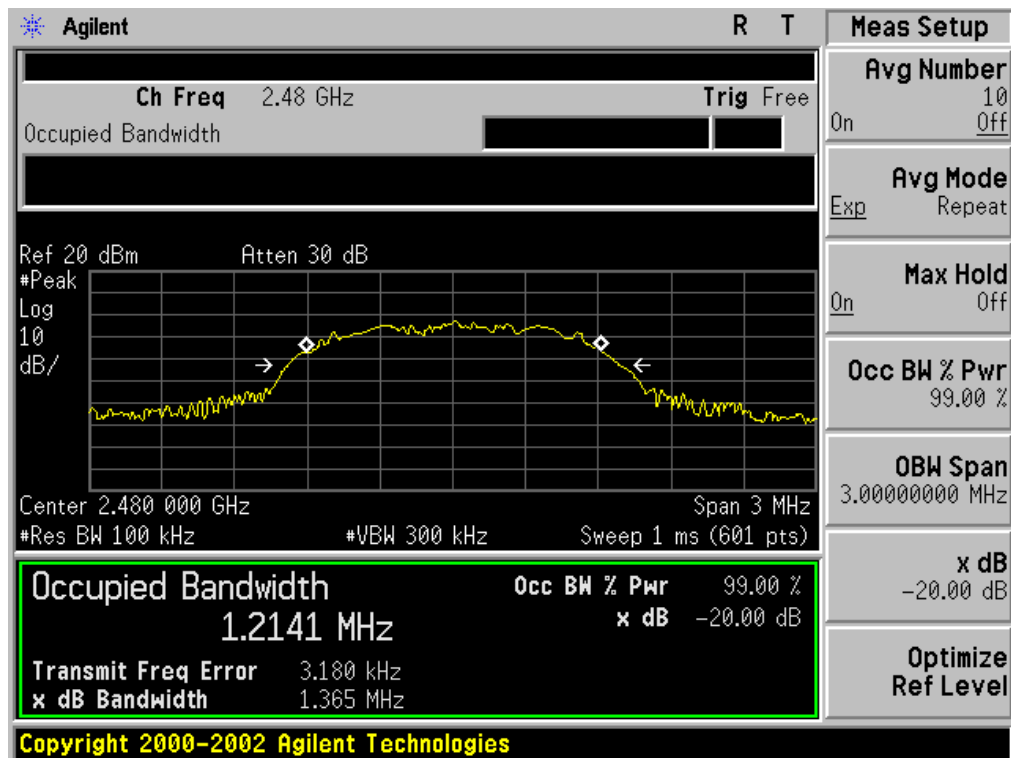 Agilent R T
Ch Freq 2.48 GHz Trig Free
Occupied Bandwidth
Ref 20 dBm Atten 30 dB
#Peak
Log
10
dB/
Center 2.480 000 GHz Span 3 MHz
#Res BW 100 kHz #VBW 300 kHz Sweep 1 ms (601 pts)
Occupied Bandwidth Occ BW % Pwr 99.00 %
1.2141 MHz x dB -20.00 dB
Transmit Freq Error 3.180 kHz
x dB Bandwidth 1.365 MHz
Copyright 2000-2002 Agilent Technologies
Meas Setup
Avg Number
10
On Off
Avg Mode
Exp Repeat
Max Hold
On Off
Occ BW % Pwr
99.00 %
OBW Span
3.00000000 MHz
x dB
-20.00 dB
Optimize
Ref Level